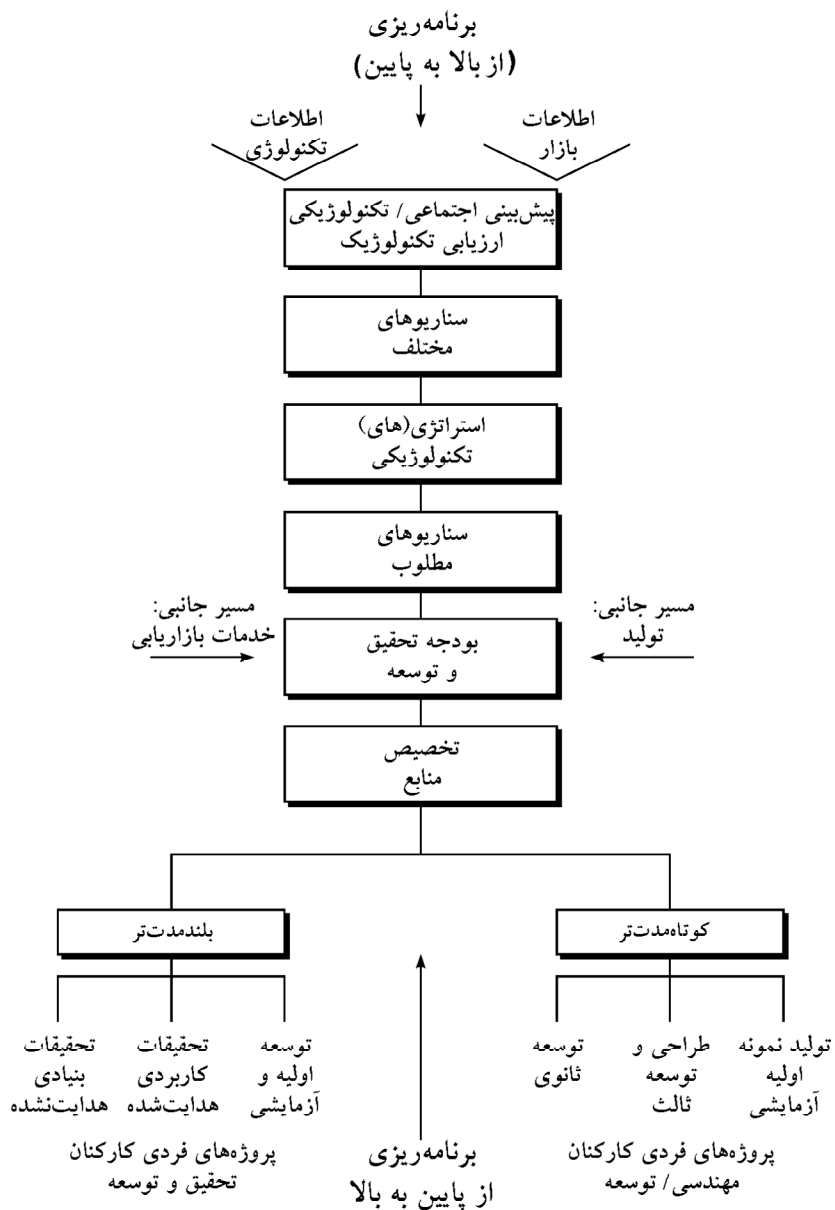 برنامه‌ریزی
(از بالا به پایین)
اطلاعات
بازار
اطلاعات
تکنولوژی
پیش‌بینی اجتماعی/ تکنولوژیکی
ارزیابی تکنولوژیک
سناریوهای
مختلف
استراتژی(های)
تکنولوژیکی
سناریوهای
مطلوب
مسیر جانبی:
تولید
بودجه تحقیق
و توسعه
مسیر جانبی:
خدمات بازاریابی
تخصیص
منابع
کوتاه‌مدت‌تر
بلندمدت‌تر
تولید نمونه
اولیه
آزمایشی
طراحی و
توسعه
ثالث
توسعه
ثانوی
توسعه
اولیه و
آزمایشی
تحقیقات
کاربردی
هدایت‌شده
تحقیقات
بنیادی
هدایت‌نشده
پروژه‌های فردی کارکنان
مهندسی/ توسعه
برنامه‌ریزی
از پایین به بالا
پروژه‌های فردی کارکنان
تحقیق و توسعه